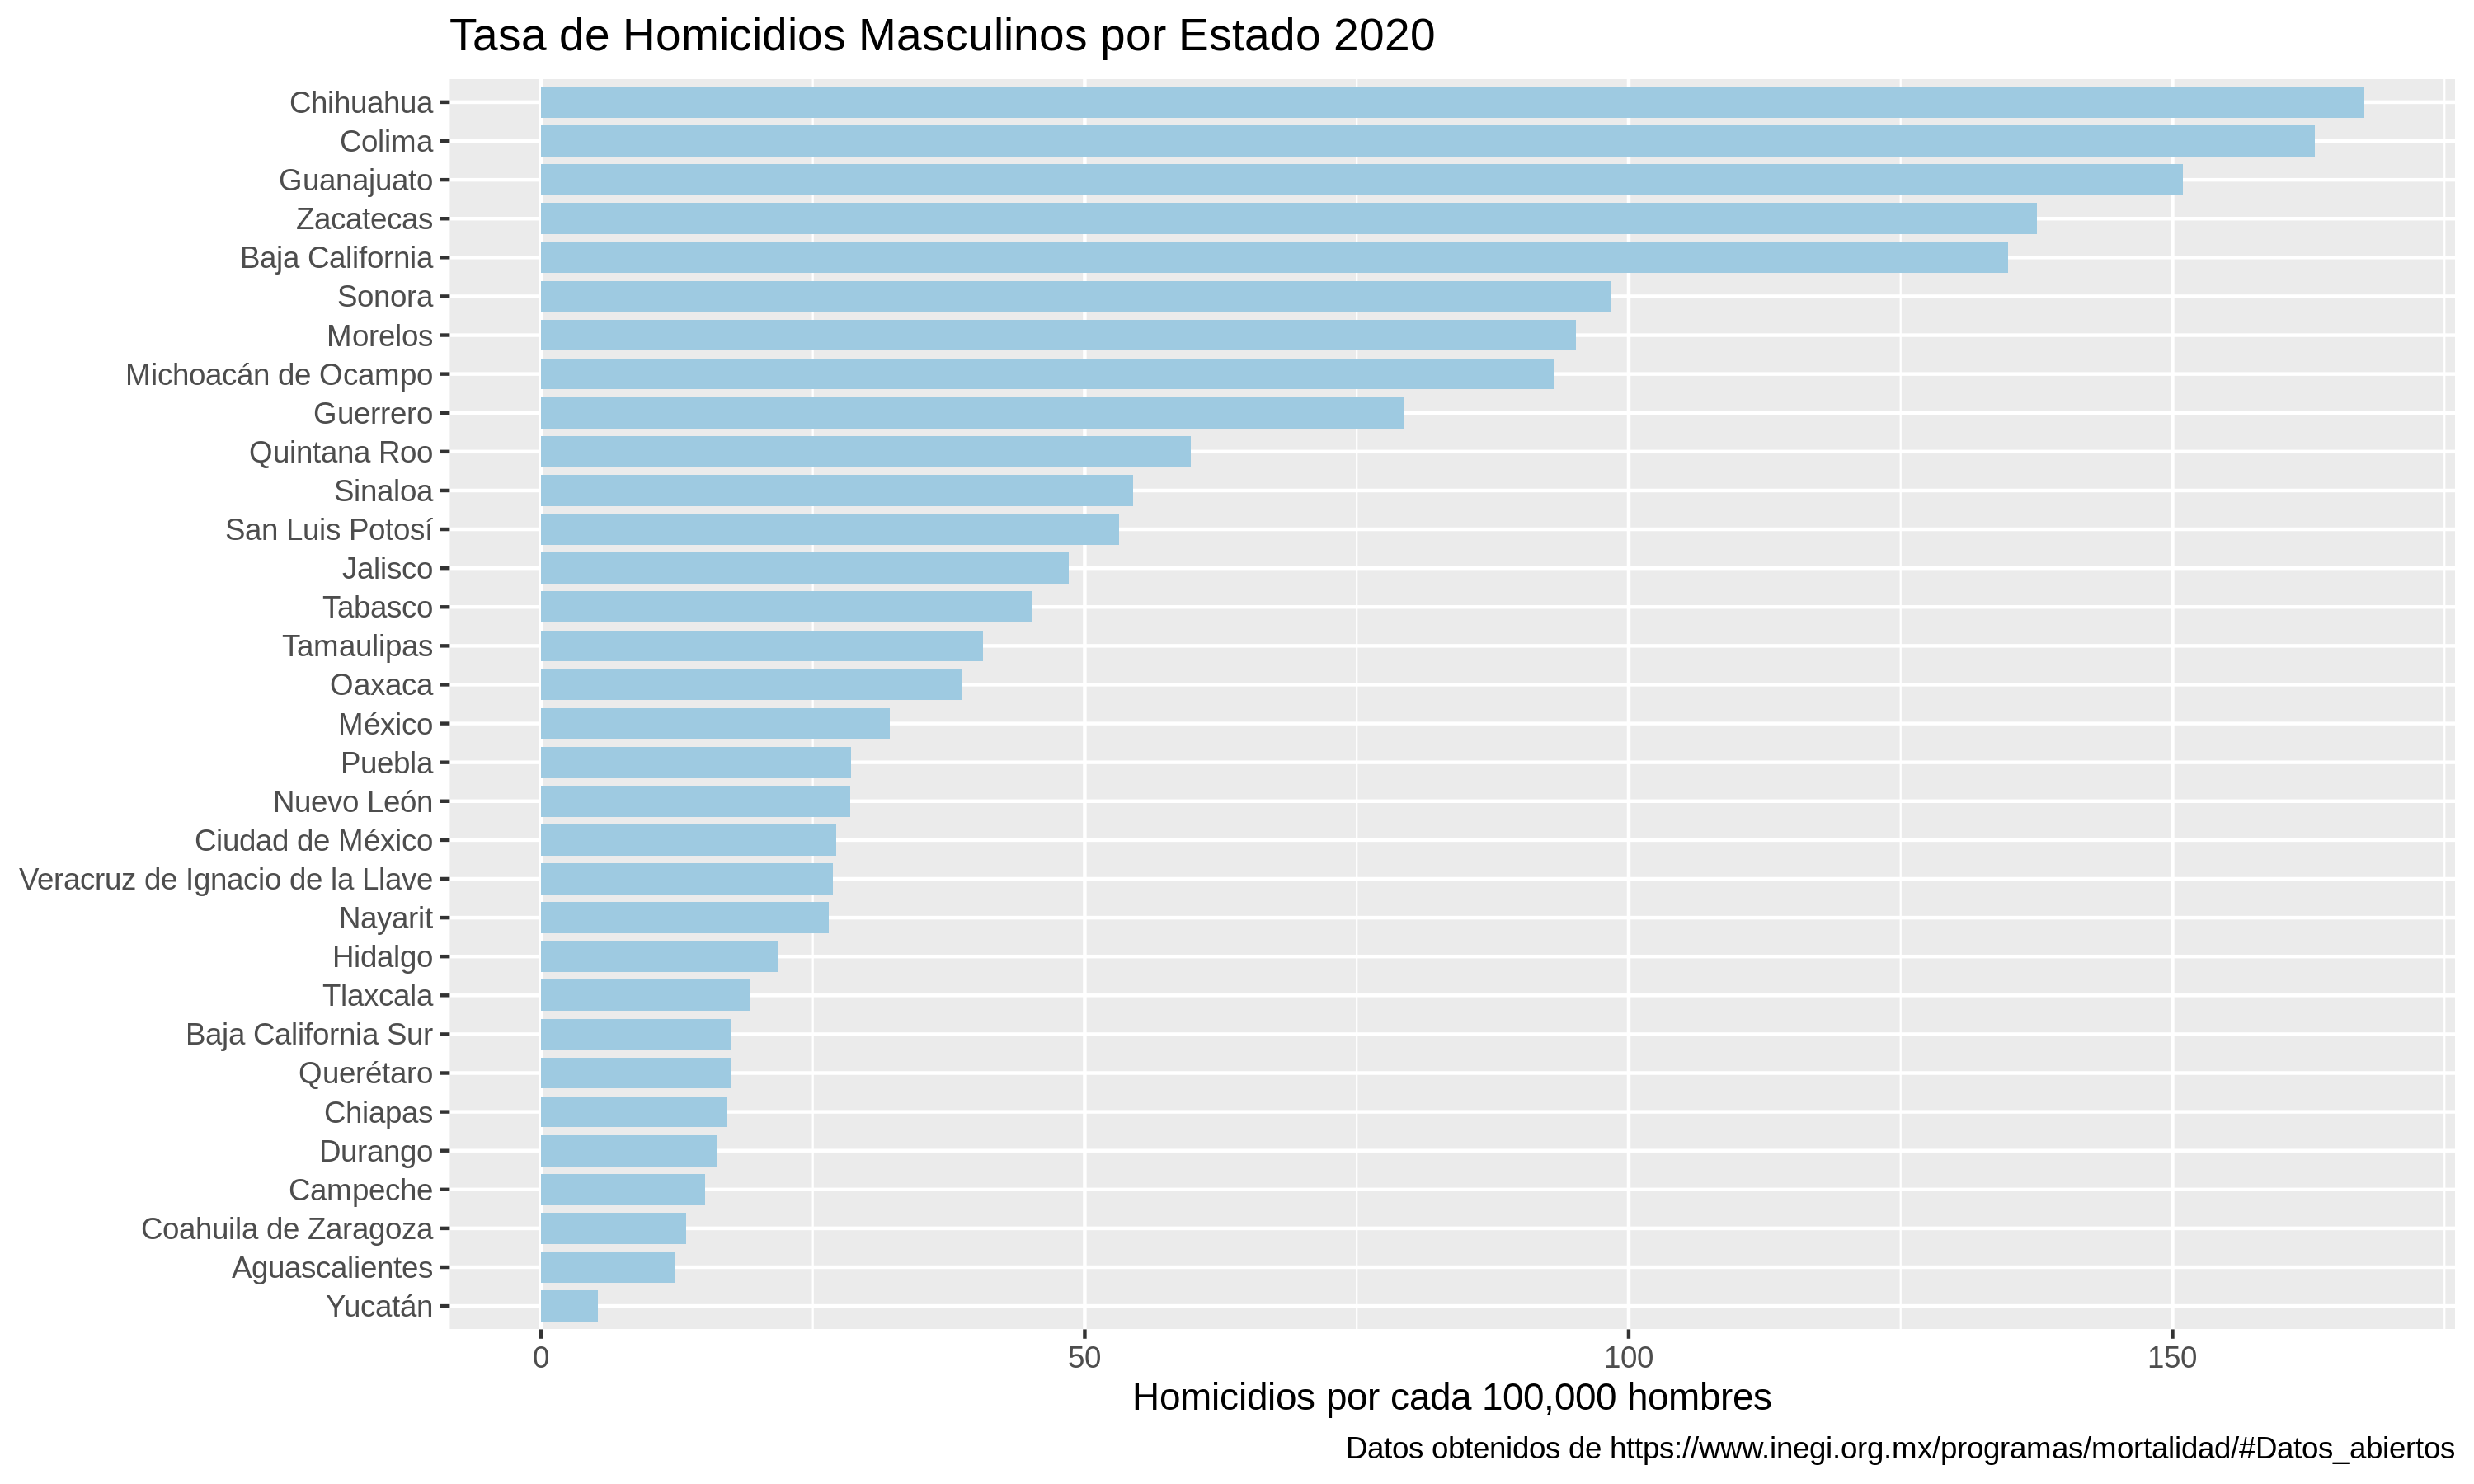 Tasa de Homicidios Masculinos por Estado 2020
Chihuahua
Colima
Guanajuato
Zacatecas
Baja California
Sonora
Morelos
Michoacán de Ocampo
Guerrero
Quintana Roo
Sinaloa
San Luis Potosí
Jalisco
Tabasco
Tamaulipas
Oaxaca
México
Puebla
Nuevo León
Ciudad de México
Veracruz de Ignacio de la Llave
Nayarit
Hidalgo
Tlaxcala
Baja California Sur
Querétaro
Chiapas
Durango
Campeche
Coahuila de Zaragoza
Aguascalientes
Yucatán
0 50 100 150
Homicidios por cada 100,000 hombres
Datos obtenidos de https://www.inegi.org.mx/programas/mortalidad/#Datos_abiertos